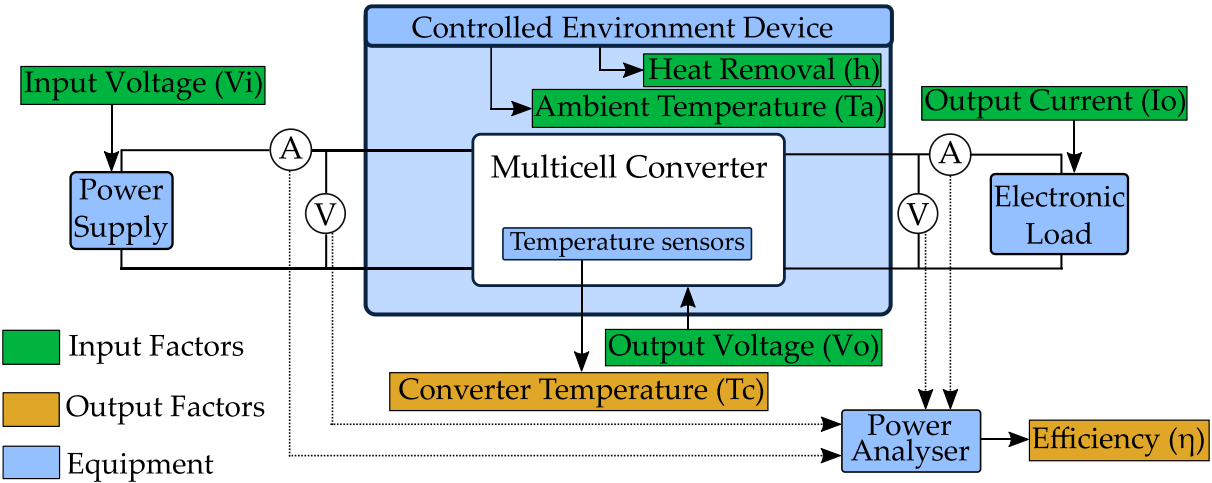 Controlled Environment Device
Input Voltage (Vi)
Heat Removal (h)
Ambient Temperature (Ta)
Output Current (Io)
A
A
Multicell Converter
Power
Supply
V
V
Electronic
Load
Temperature sensors
Output Voltage (Vo)
Input Factors
Converter Temperature (Tc)
Output Factors
Power
Analyser
Efficiency (η)
Equipment